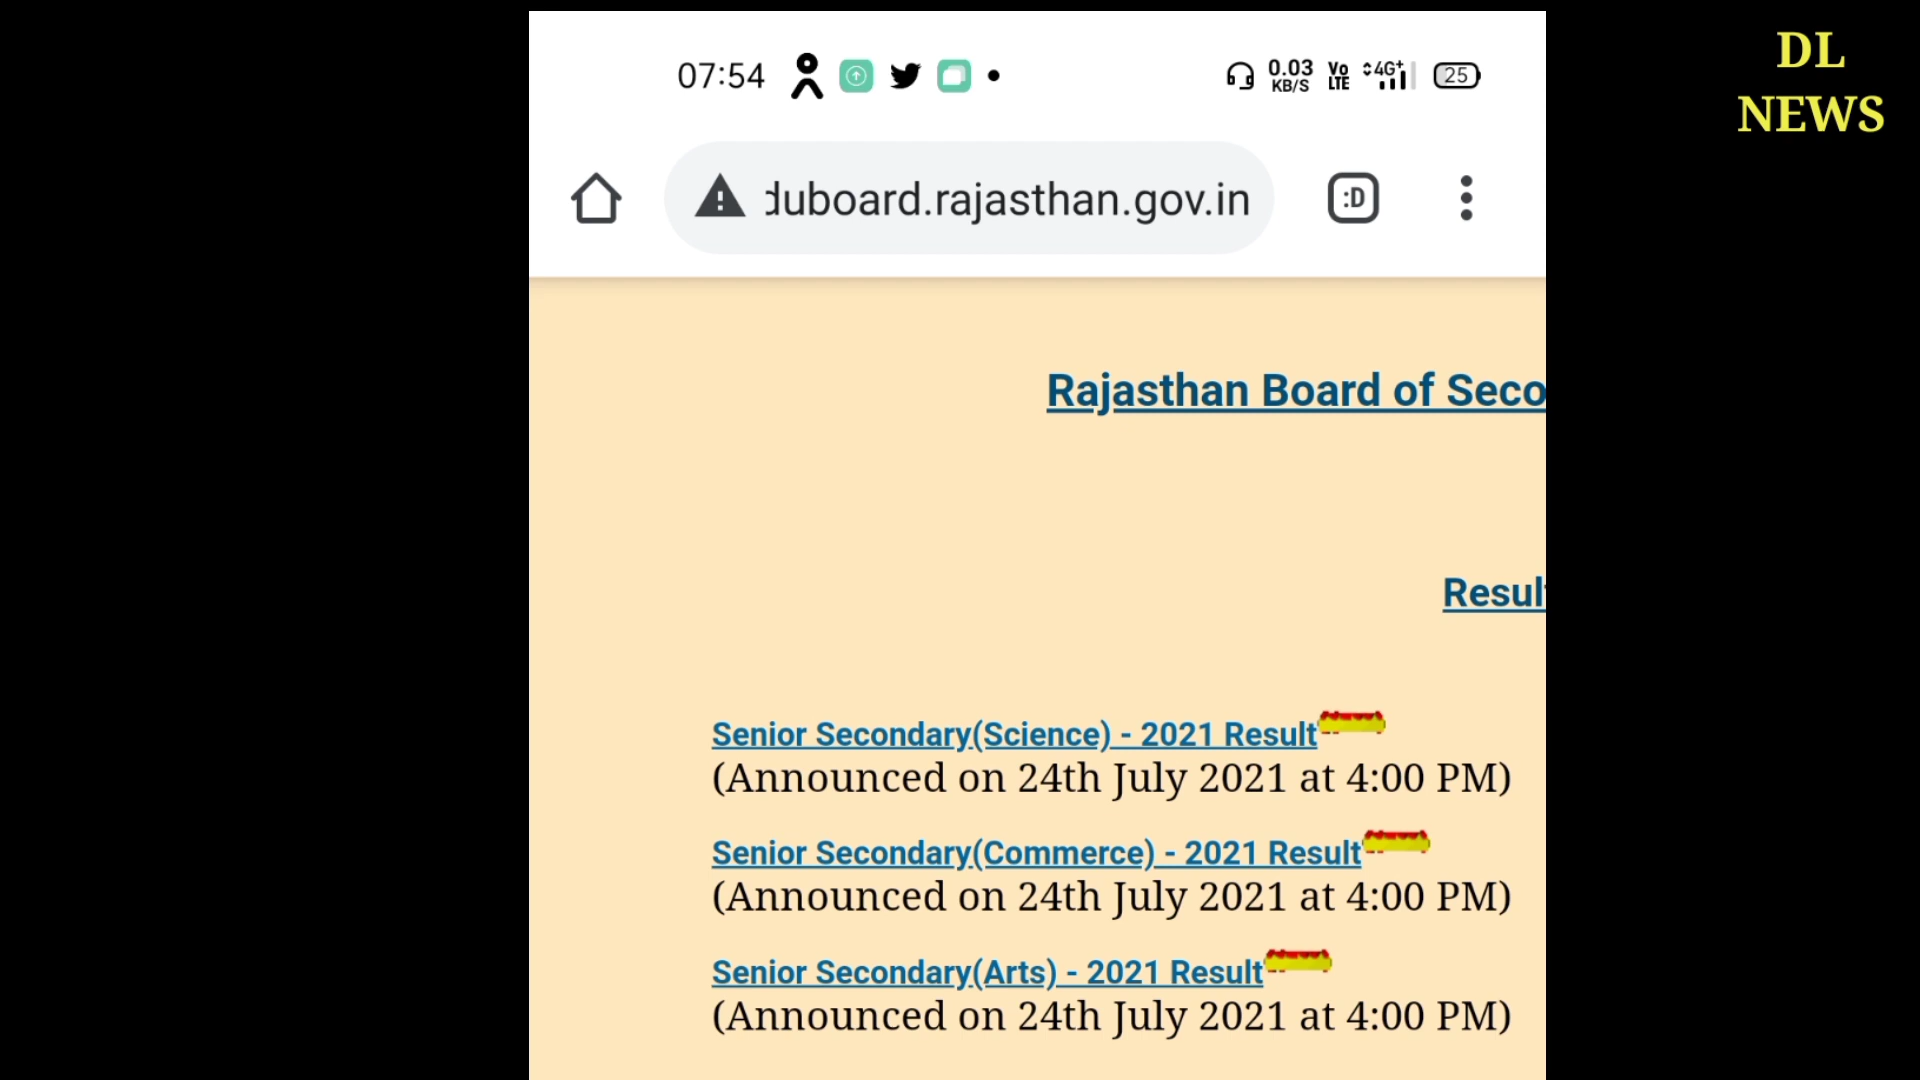 DL
NEWS
07:54
0.03
KB/S
Vo
LTE
4G+
25
duboard.rajasthan.gov.in
:D
Rajasthan Board of Seco
Resul
Senior Secondary(Science) - 2021 Result
(Announced on 24th July 2021 at 4:00 PM)
Senior Secondary(Commerce) - 2021 Result
(Announced on 24th July 2021 at 4:00 PM)
Senior Secondary(Arts) - 2021 Result
(Announced on 24th July 2021 at 4:00 PM)